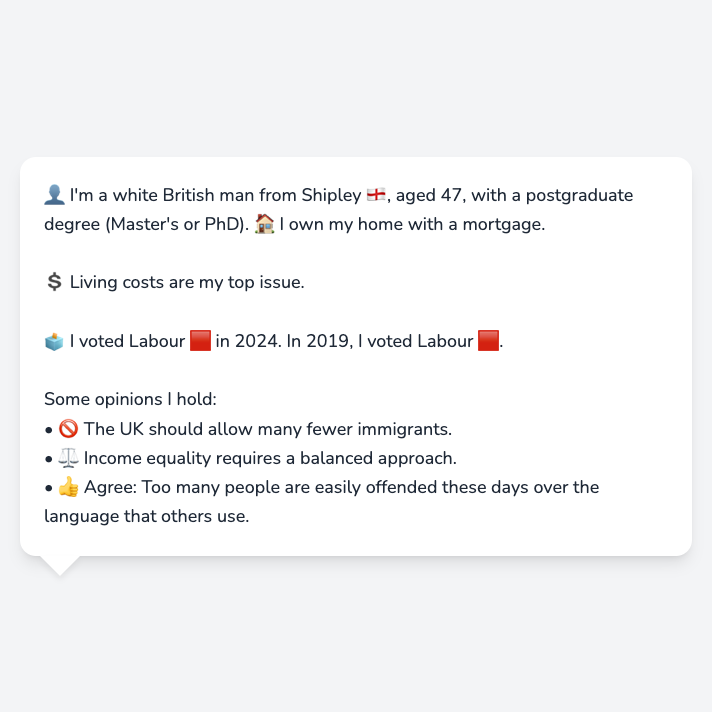 👤 I'm a white British man from Shipley 🏴󠁧󠁢󠁥󠁮󠁧󠁿, aged 47, with a postgraduate
degree (Master's or PhD). 🏠 I own my home with a mortgage.
💲 Living costs are my top issue.
🗳️ I voted Labour 🟥 in 2024. In 2019, I voted Labour 🟥.
Some opinions I hold:
• 🚫 The UK should allow many fewer immigrants.
• ⚖️ Income equality requires a balanced approach.
• 👍 Agree: Too many people are easily offended these days over the
language that others use.